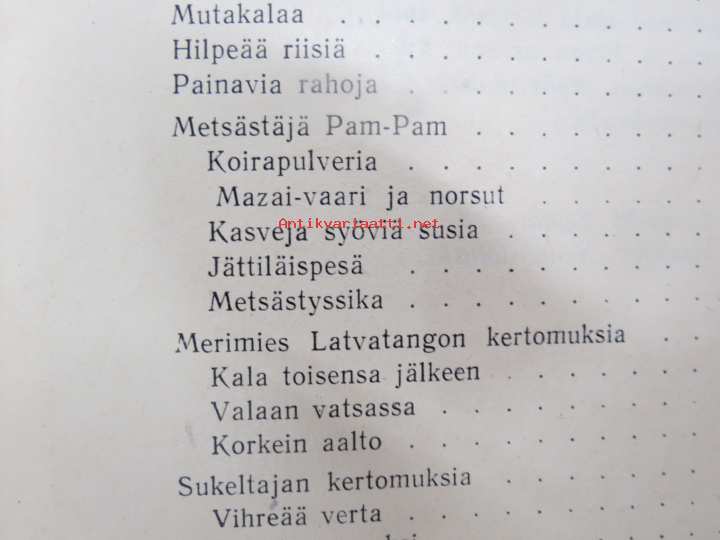 Mutakalaa . . . . . . . . . .
Hilpeää riisiä . . . . . . . . .
Painavia rahoja . . . . . . . .
Metsästäjä Pam-Pam . . . . . .
Koirapulveria . . . . . . . .
Mazai-vaari ja norsut . . . . .
Antikvariaatti.net
Kasveja syöviä susia . . . . . .
Jättiläispesä . . . . . . . .
Metsästyssika . . . . . . . .
Merimies Latvatangon kertomuksia . .
Kala toisensa jälkeen . . . . . .
Valaan vatsassa . . . . . . .
Korkein aalto . . . . . . . .
Sukeltajan kertomuksia . . . . . .
Vihreää verta . . . . . . . .